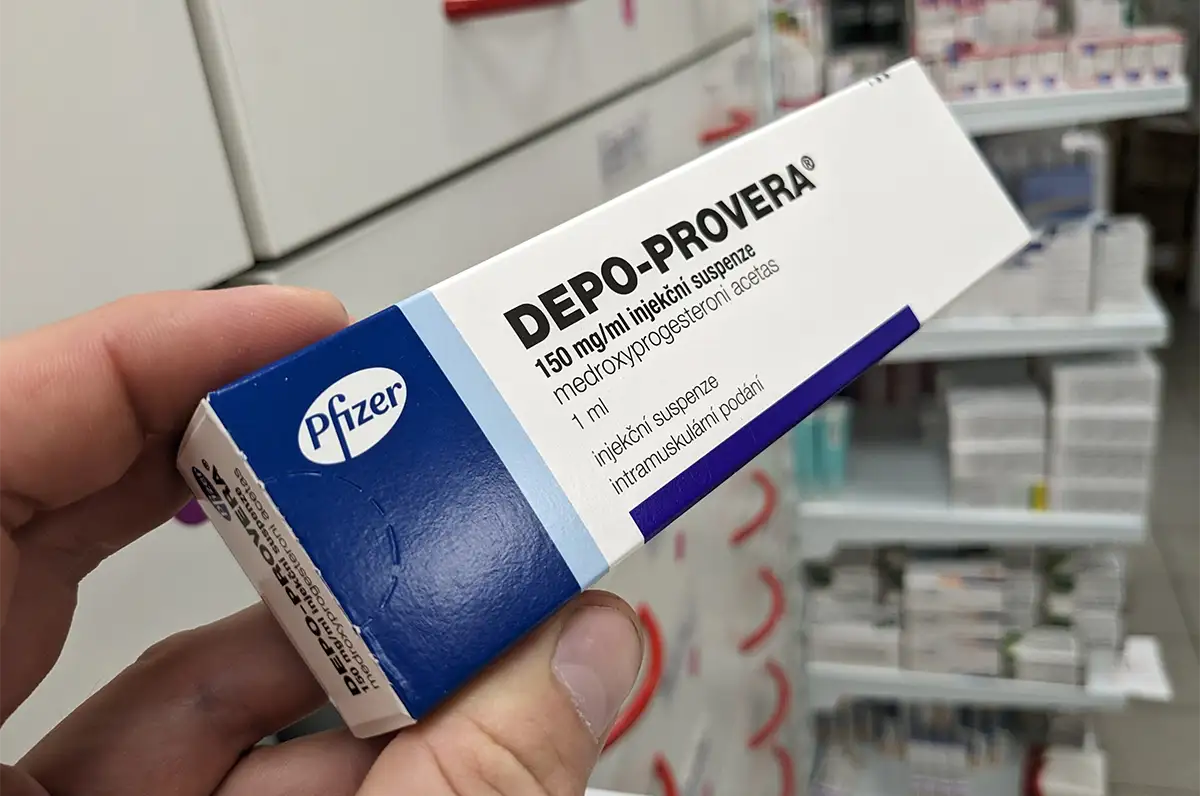 DEPO-PROVERA®
150 mg/ml injekční suspenze
medroxyprogesteroni acetas
1 ml
injekční suspenze
intramuskulární podání
Pfizer
Pfizer
DEPO-PROVERA®
150 mg/ml injekční suspenze
medroxyprogesteroni acetas